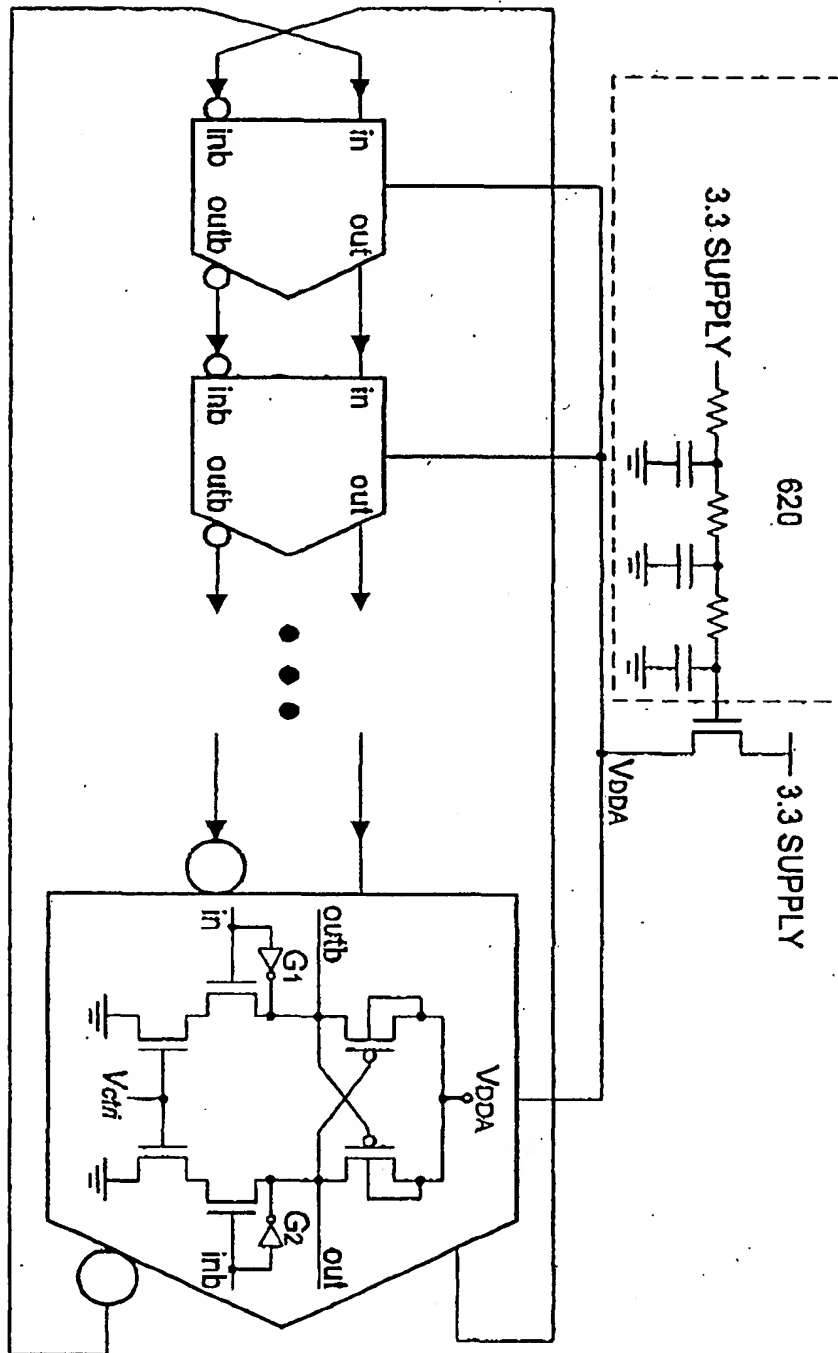 620
3.3 SUPPLY
3.3 SUPPLY
VDDA
in
inb
out
outb
in
inb
out
outb
VDDA
outb
out
G1
G2
in
inb
Vctrl